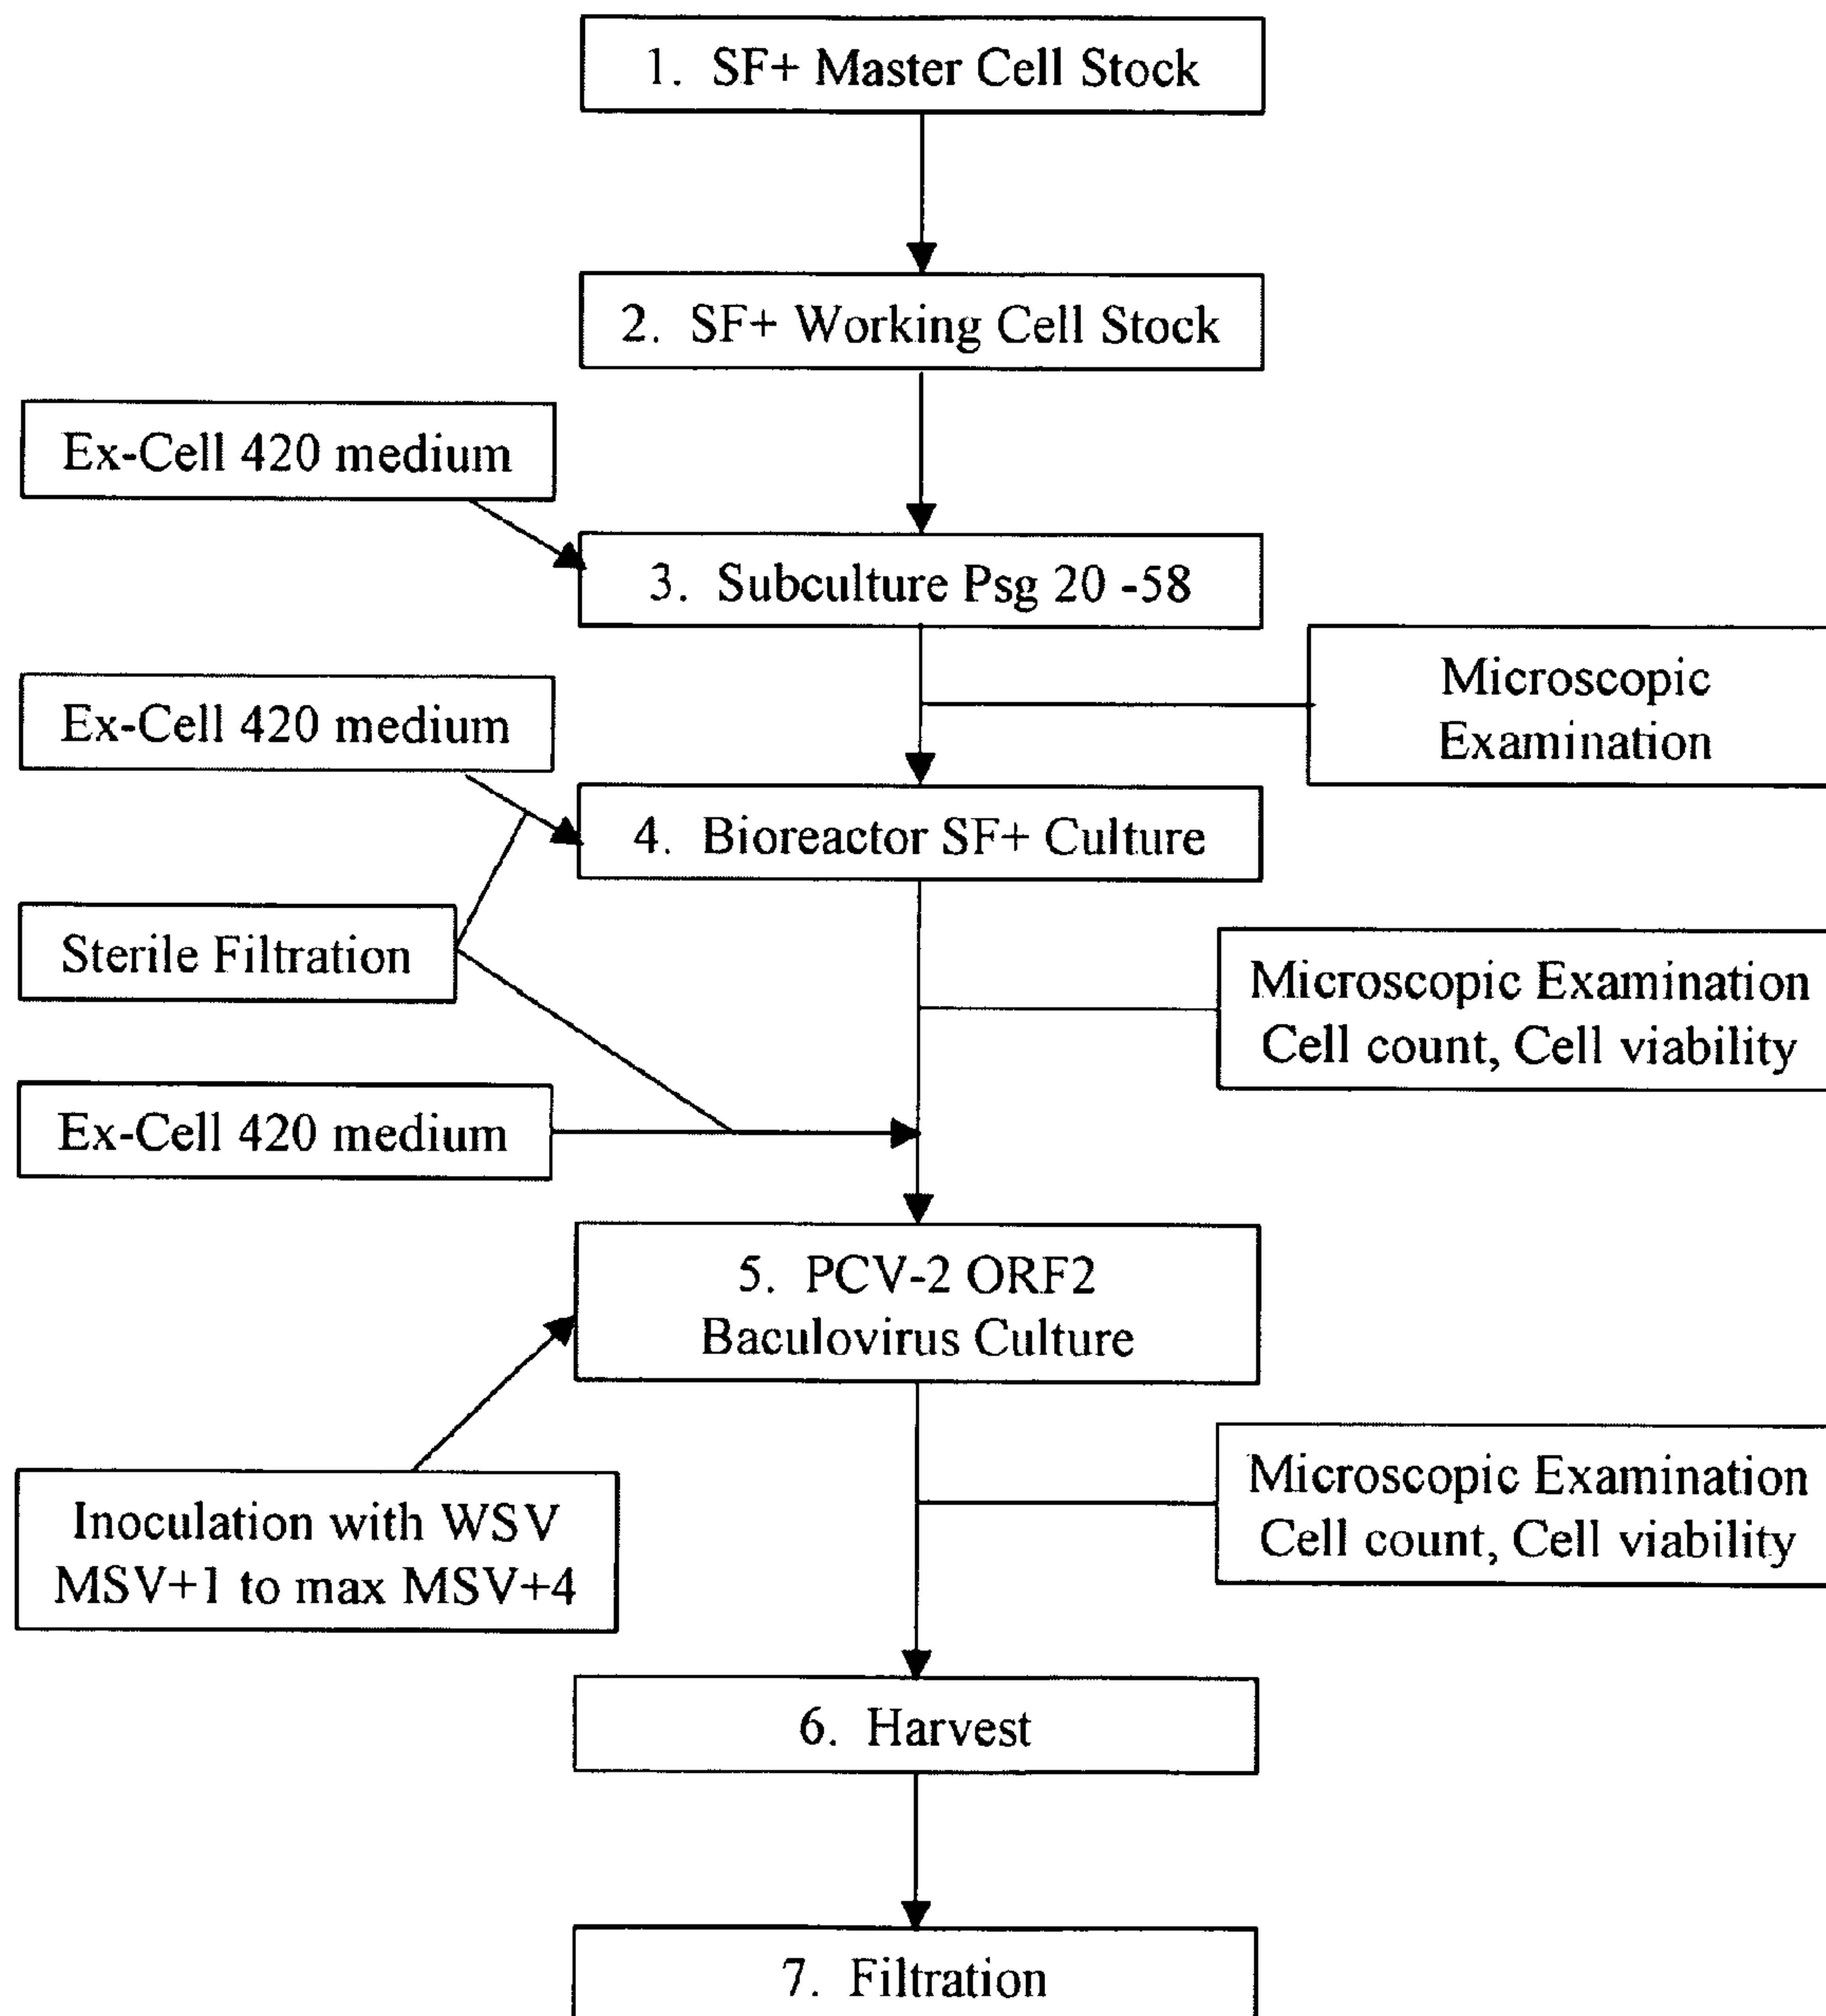 1. SF+ Master Cell Stock
2. SF+ Working Cell Stock
Ex-Cell 420 medium
3. Subculture Psg 20 -58
Microscopic
Examination
Ex-Cell 420 medium
4. Bioreactor SF+ Culture
Sterile Filtration
Microscopic Examination
Cell count, Cell viability
Ex-Cell 420 medium
5. PCV-2 ORF2
Baculovirus Culture
Inoculation with WSV
MSV+1 to max MSV+4
Microscopic Examination
Cell count, Cell viability
6. Harvest
7. Filtration